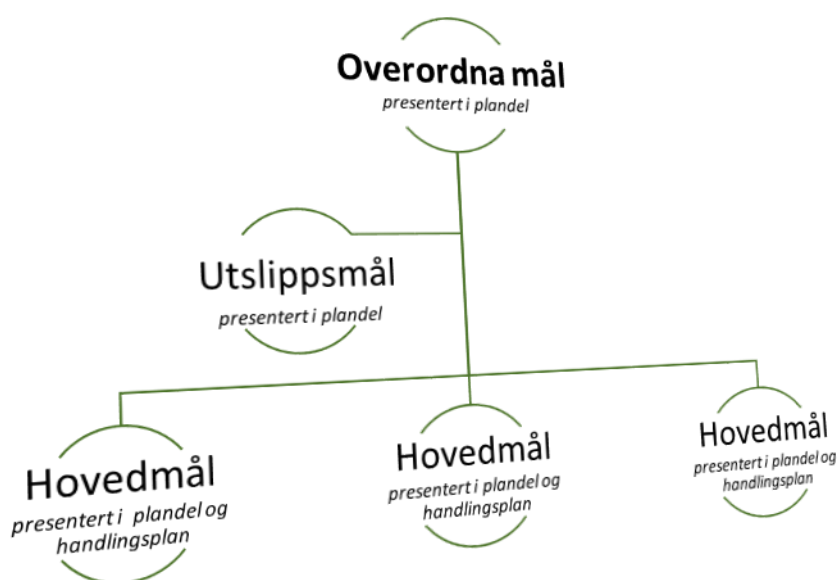 Overordna mål
presentert i plandel
Utslippsmål
presentert i plandel
Hovedmål
presentert i plandel og
handlingsplan
Hovedmål
presentert i plandel og
handlingsplan
Hovedmål
presentert i plandel og
handlingsplan